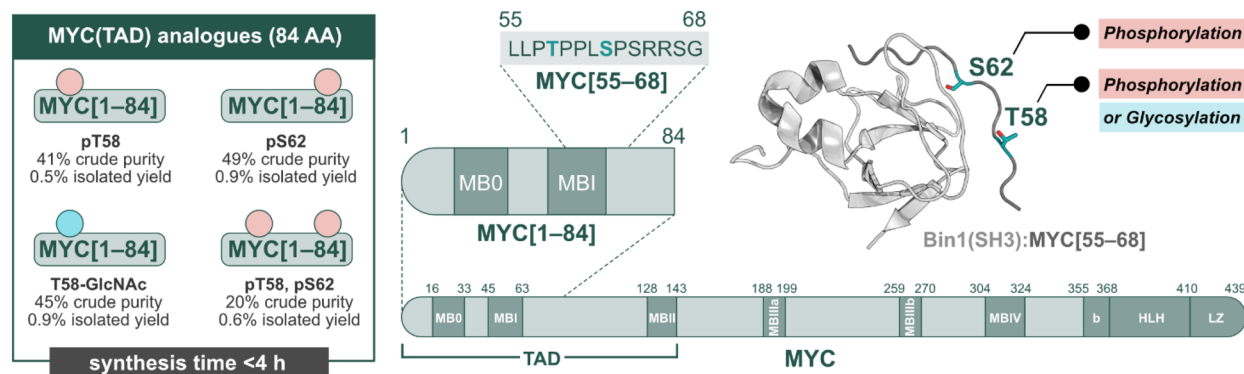 MYC(TAD) analogues (84 AA)
MYC[1–84]
MYC[1–84]
pT58
pS62
41% crude purity
49% crude purity
0.5% isolated yield
0.9% isolated yield
MYC[1–84]
MYC[1–84]
T58-GlcNAc
pT58, pS62
45% crude purity
20% crude purity
0.9% isolated yield
0.6% isolated yield
synthesis time <4 h
55
68
LLPTPPLSPSRRSG
MYC[55–68]
1
84
MB0
MBI
MYC[1–84]
S62
Phosphorylation
T58
Phosphorylation
or Glycosylation
Bin1(SH3):MYC[55–68]
16 33 45 63 128 143 188 199 259 270 304 324 355 368 410 439
MB0
MBI
MBII
MBIIIa
MBIIIb
MBIV
b
HLH
LZ
TAD
MYC